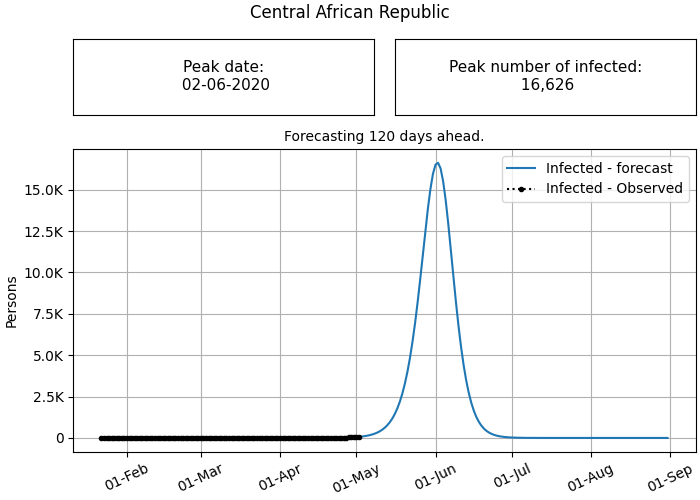 Central African Republic
Peak date:
02-06-2020
Peak number of infected:
16,626
Forecasting 120 days ahead.
Infected - forecast
Infected - Observed
Persons
15.0K
12.5K
10.0K
7.5K
5.0K
2.5K
0
01-Feb
01-Mar
01-Apr
01-May
01-Jun
01-Jul
01-Aug
01-Sep